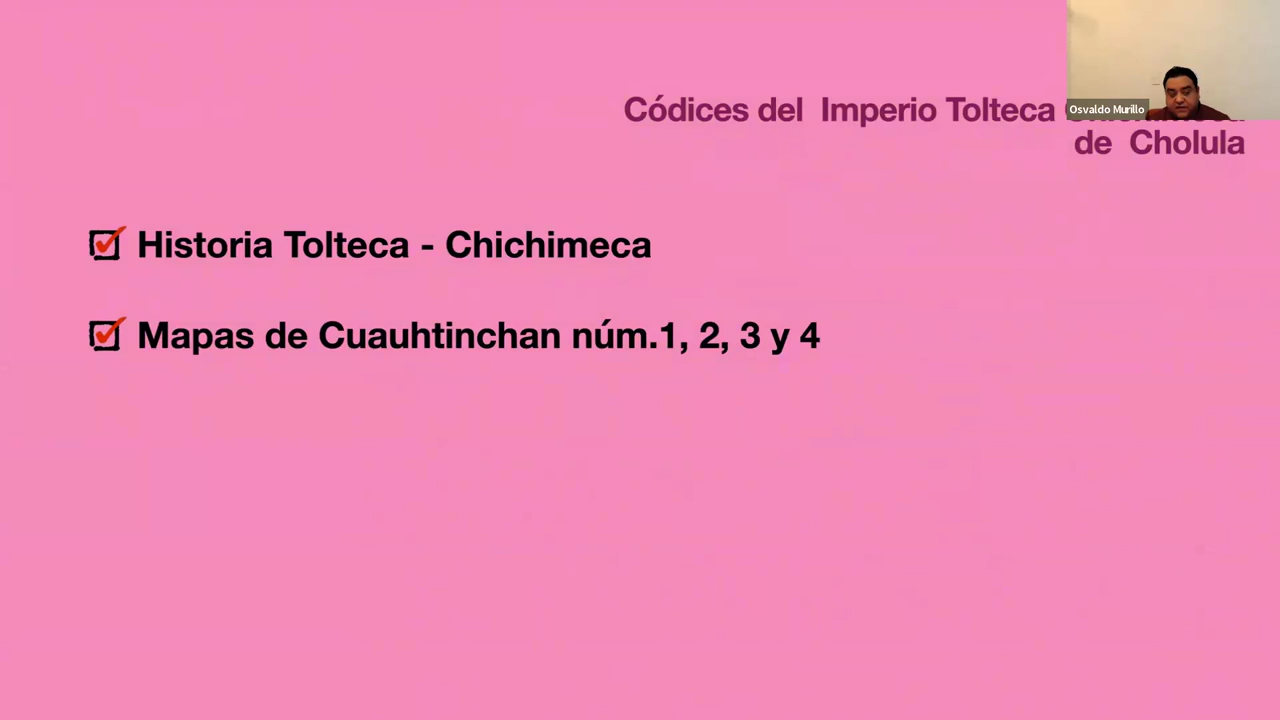 Códices del Imperio Tolteca
de Cholula
Osvaldo Murillo
Historia Tolteca - Chichimeca
Mapas de Cuauhtinchan núm.1, 2, 3 y 4